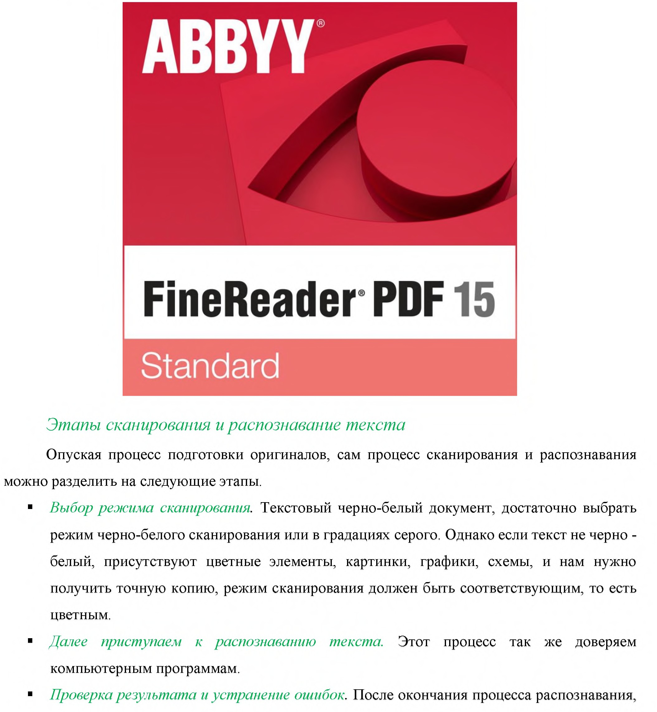 ABBYY®
FineReader® PDF 15
Standard
Этапы сканирования и распознавание текста
Опуская процесс подготовки оригиналов, сам процесс сканирования и распознавания
можно разделить на следующие этапы.
▪ Выбор режима сканирования. Текстовый черно-белый документ, достаточно выбрать
режим черно-белого сканирования или в градациях серого. Однако если текст не черно -
белый, присутствуют цветные элементы, картинки, графики, схемы, и нам нужно
получить точную копию, режим сканирования должен быть соответствующим, то есть
цветным.
▪ Далее приступаем к распознаванию текста. Этот процесс так же доверяем
компьютерным программам.
▪ Проверка результата и устранение ошибок. После окончания процесса распознавания,